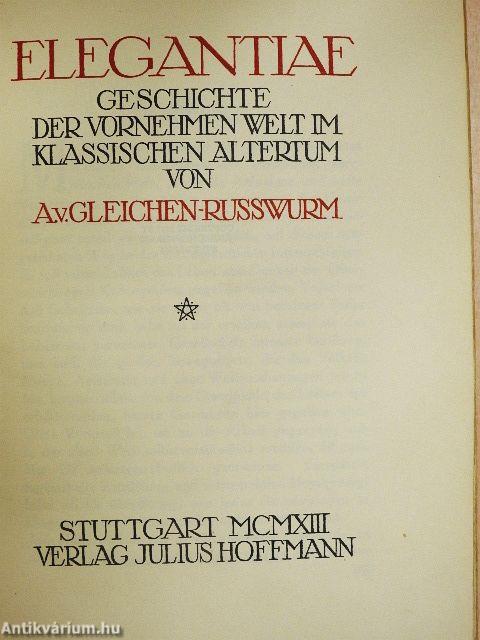 ELEGANTIAE
GESCHICHTE
DER VORNEHMEN WELT IM
KLASSISCHEN ALTERTUM
VON
A.V. GLEICHEN-RUSSWURM
STUTTGART MCMXIII
VERLAG JULIUS HOFFMANN
Antikvárium.hu